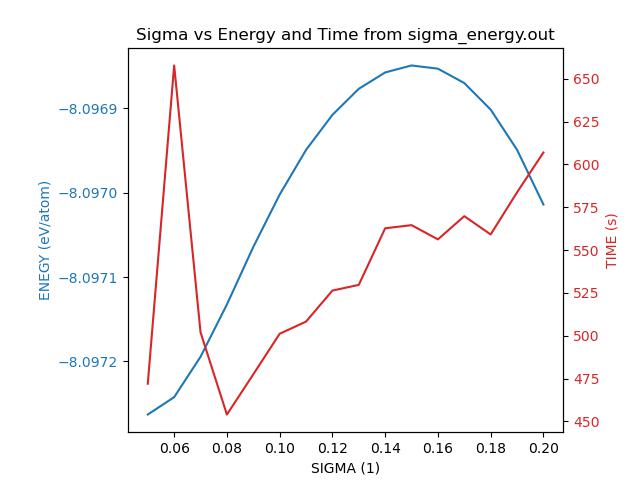 Sigma vs Energy and Time from sigma_energy.out
−8.0969
−8.0970
−8.0971
−8.0972
ENEGY (eV/atom)
650
625
600
575
550
525
500
475
450
TIME (s)
0.06 0.08 0.10 0.12 0.14 0.16 0.18 0.20
SIGMA (1)